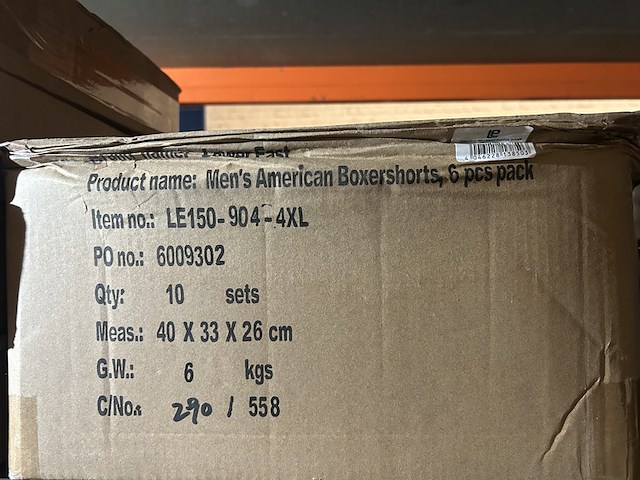 Product name: Men's American Boxershorts, 6 pcs pack
Item no.: LE150-904-4XL
PO no.: 6009302
Qty: 10 sets
Meas.: 40 X 33 X 26 cm
G.W.: 6 kgs
C/No.: 290 / 558